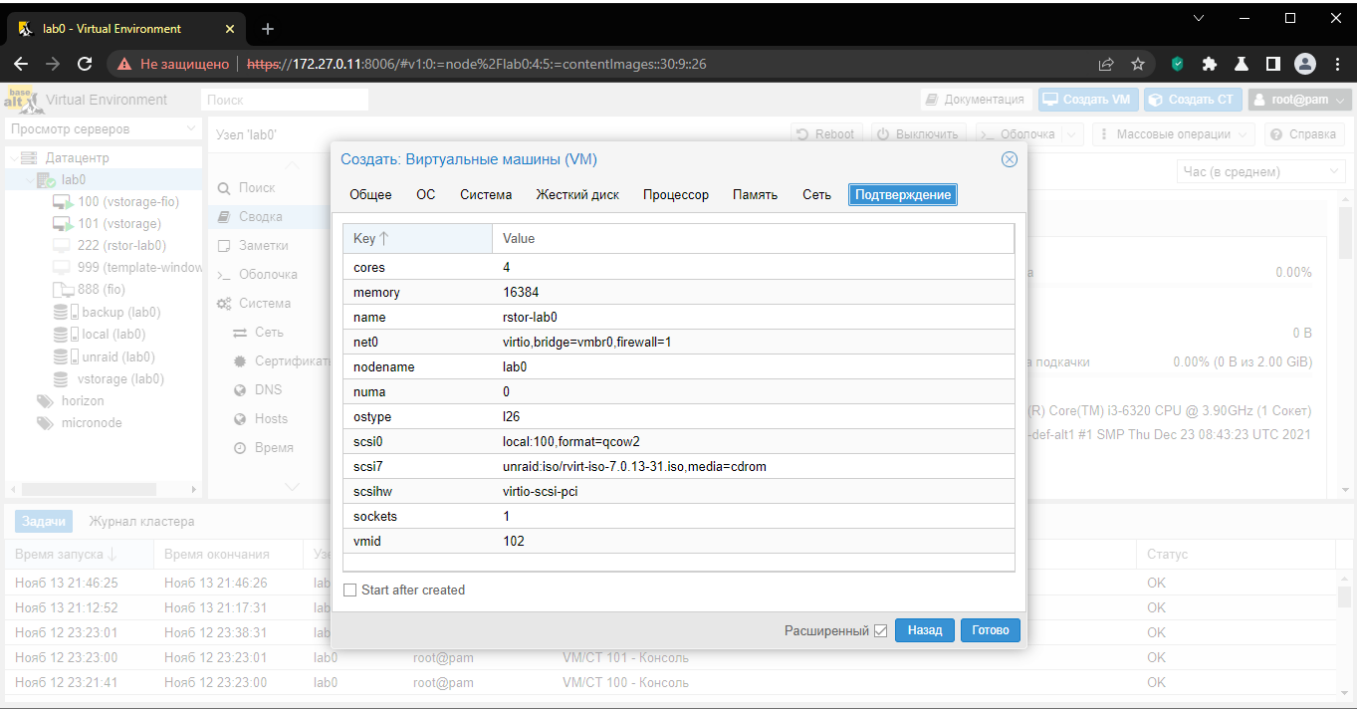 lab0 - Virtual Environment
Не защищено https://172.27.0.11:8006/#v1:0:=node%2Flab0:4:5:=contentImages::30:9::26
base alt Virtual Environment Поиск Документация Создать VM Создать CT root@pam
Просмотр серверов Узел 'lab0' Reboot Выключить >_ Оболочка Массовые операции Справка
Датацентр
lab0
100 (vstorage-fio)
101 (vstorage)
222 (rstor-lab0)
999 (template-window
888 (fio)
backup (lab0)
local (lab0)
unraid (lab0)
vstorage (lab0)
horizon
micronode
Поиск
Сводка
Заметки
>_ Оболочка
Система
Сеть
Сертификат
DNS
Hosts
Время
Час (в среднем)
0.00%
0 B
а подкачки 0.00% (0 B из 2.00 GiB)
(R) Core(TM) i3-6320 CPU @ 3.90GHz (1 Сокет)
-def-alt1 #1 SMP Thu Dec 23 08:43:23 UTC 2021
Создать: Виртуальные машины (VM)
Общее ОС Система Жесткий диск Процессор Память Сеть Подтверждение
Key ↑ Value
cores 4
memory 16384
name rstor-lab0
net0 virtio,bridge=vmbr0,firewall=1
nodename lab0
numa 0
ostype l26
scsi0 local:100,format=qcow2
scsi7 unraid:iso/rvirt-iso-7.0.13-31.iso,media=cdrom
scsihw virtio-scsi-pci
sockets 1
vmid 102
Start after created
Расширенный Назад Готово
Задачи Журнал кластера
Время запуска ↓ Время окончания Узе Статус
Нояб 13 21:46:25 Нояб 13 21:46:26 lab OK
Нояб 13 21:12:52 Нояб 13 21:17:31 lab OK
Нояб 12 23:23:01 Нояб 12 23:38:31 lab OK
Нояб 12 23:23:00 Нояб 12 23:23:01 lab0 root@pam VM/CT 101 - Консоль OK
Нояб 12 23:21:41 Нояб 12 23:23:00 lab0 root@pam VM/CT 100 - Консоль OK